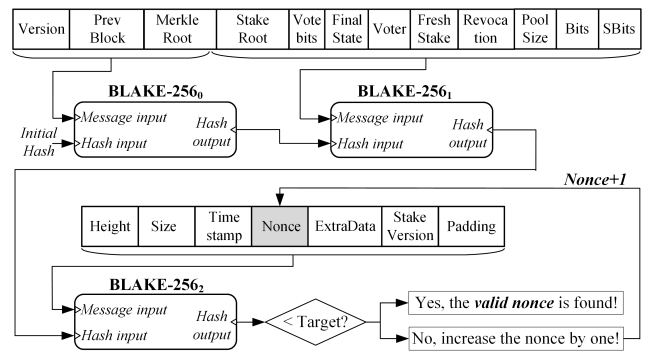 Version Prev Block Merkle Root Stake Root Vote bits Final State Voter Fresh Stake Revoca tion Pool Size Bits SBits
BLAKE-256₀
Message input
Initial Hash
Hash input
Hash output
BLAKE-256₁
Message input
Hash input
Hash output
Nonce+1
Height Size Time stamp Nonce ExtraData Stake Version Padding
BLAKE-256₂
Message input
Hash input
Hash output
< Target?
Yes, the valid nonce is found!
No, increase the nonce by one!